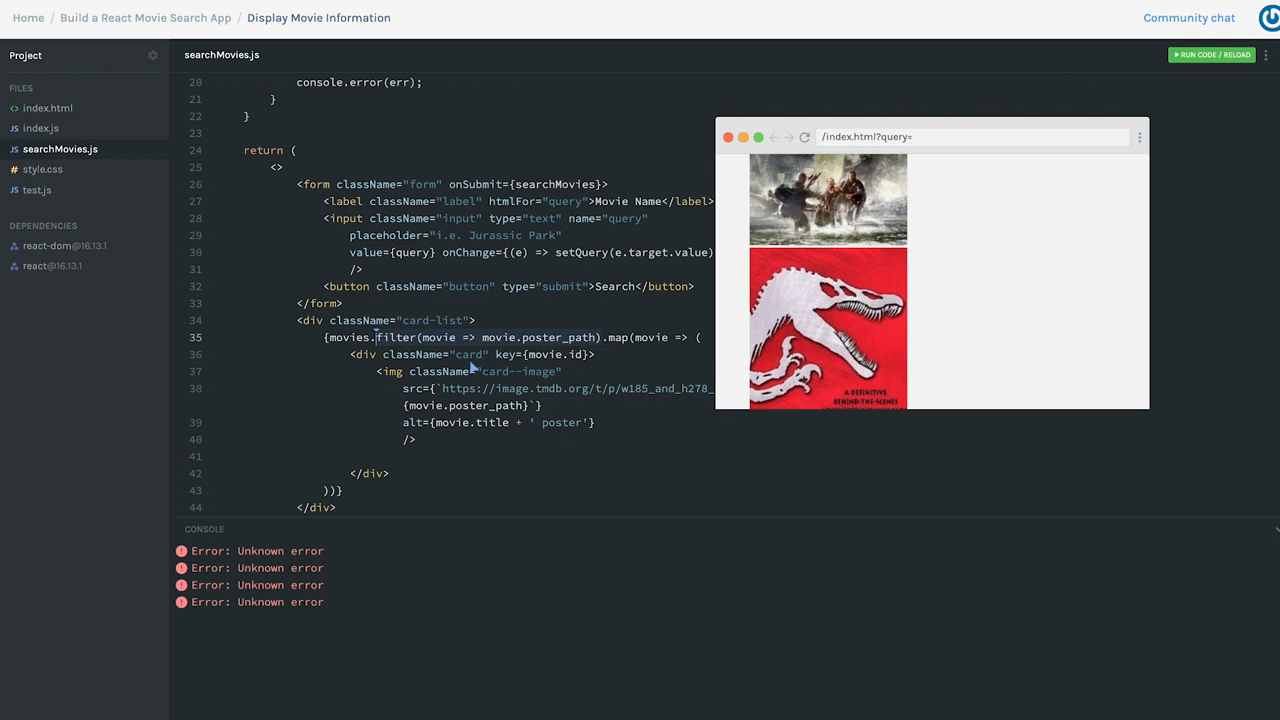 Home / Build a React Movie Search App / Display Movie Information
Community chat
Project
searchMovies.js
RUN CODE / RELOAD
FILES
<> index.html
JS index.js
JS searchMovies.js
# style.css
JS test.js
DEPENDENCIES
react-dom@16.13.1
react@16.13.1
20 console.error(err);
21 }
22 }
23
24 return (
25 <>
26 <form className="form" onSubmit={searchMovies}>
27 <label className="label" htmlFor="query">Movie Name</label>
28 <input className="input" type="text" name="query"
29 placeholder="i.e. Jurassic Park"
30 value={query} onChange={(e) => setQuery(e.target.value)
31 />
32 <button className="button" type="submit">Search</button>
33 </form>
34 <div className="card-list">
35 {movies.filter(movie => movie.poster_path).map(movie => (
36 <div className="card" key={movie.id}>
37 <img className="card--image"
38 src={`https://image.tmdb.org/t/p/w185_and_h278_
{movie.poster_path}`}
39 alt={movie.title + ' poster'}
40 />
41
42 </div>
43 ))}
44 </div>
/index.html?query=
A DEFINITIVE
BEHIND-THE-SCENES
CONSOLE
Error: Unknown error
Error: Unknown error
Error: Unknown error
Error: Unknown error